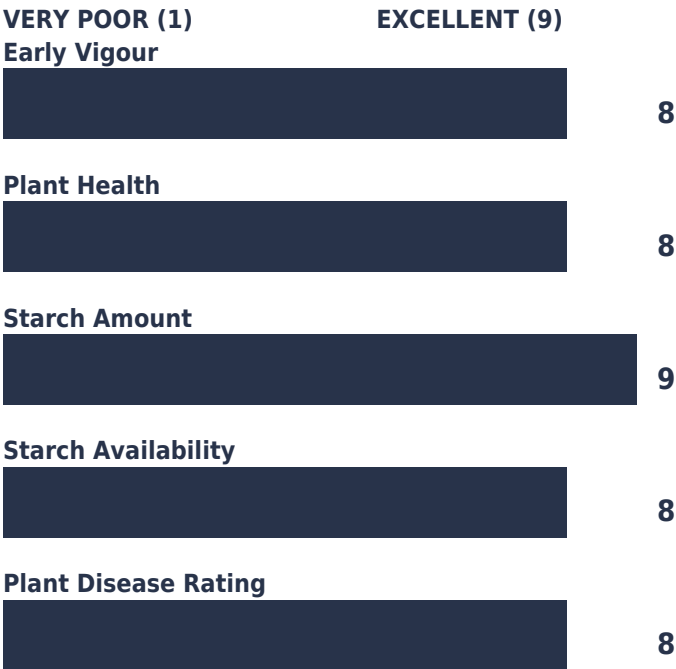 VERY POOR (1) EXCELLENT (9)
Early Vigour
8
Plant Health
8
Starch Amount
9
Starch Availability
8
Plant Disease Rating
8